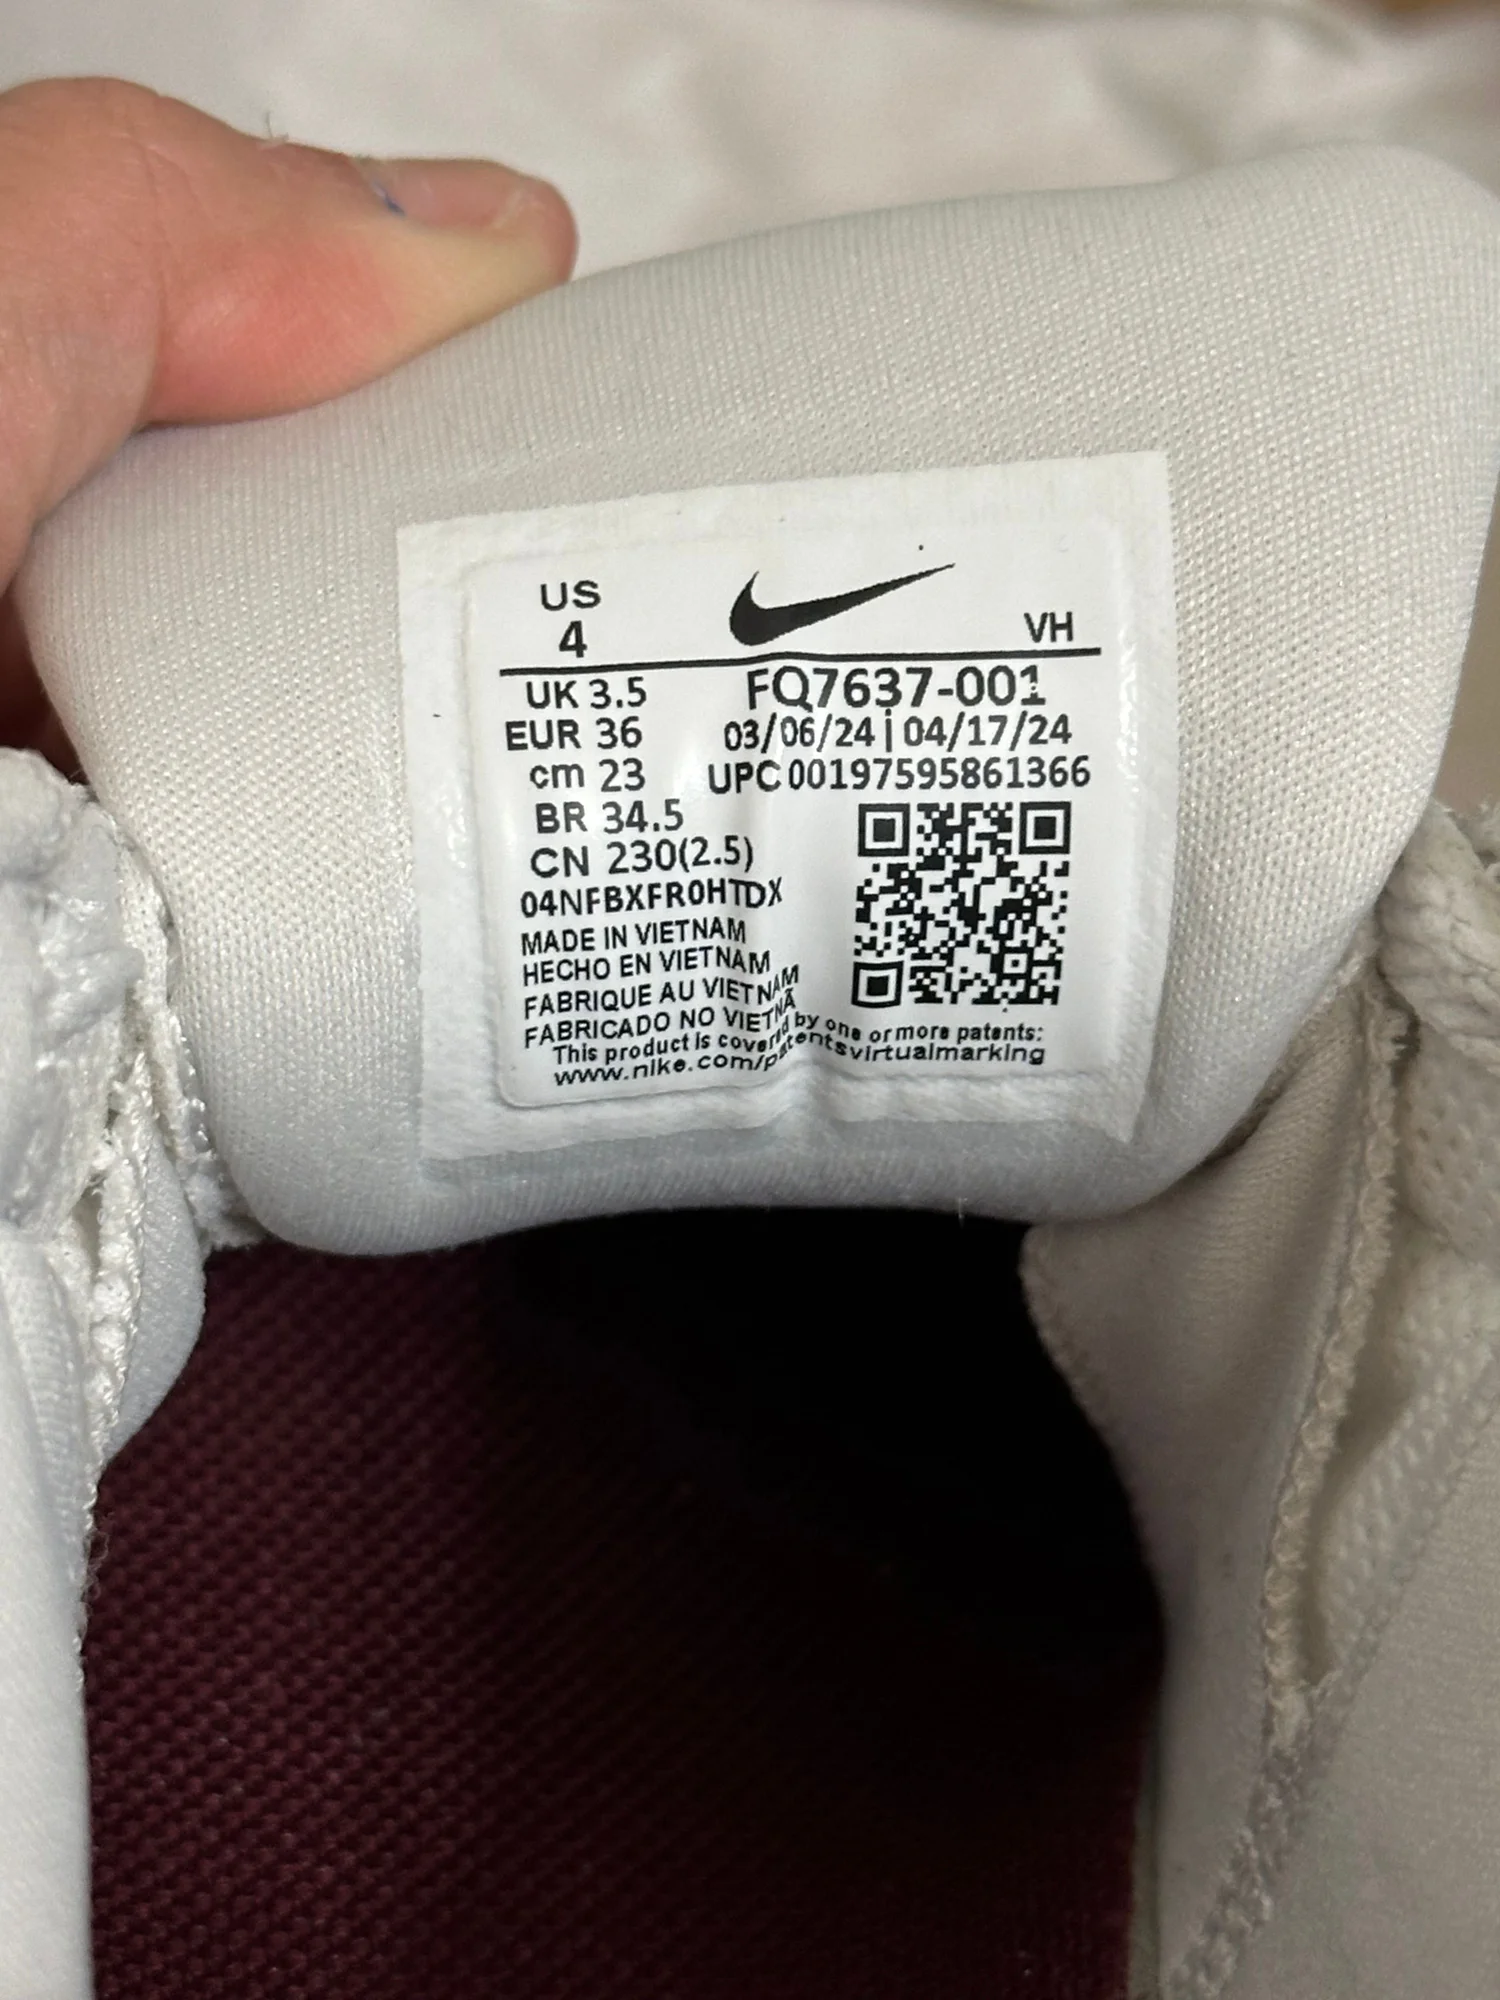 US
4
VH
UK 3.5
FQ7637-001
EUR 36
03/06/24 | 04/17/24
cm 23
UPC 00197595861366
BR 34.5
CN 230(2.5)
04NFBXFR0HTDX
MADE IN VIETNAM
HECHO EN VIETNAM
FABRIQUE AU VIETNAM
FABRICADO NO VIETNÃ
This product is covered by one or more patents:
www.nike.com/patentsvirtualmarking